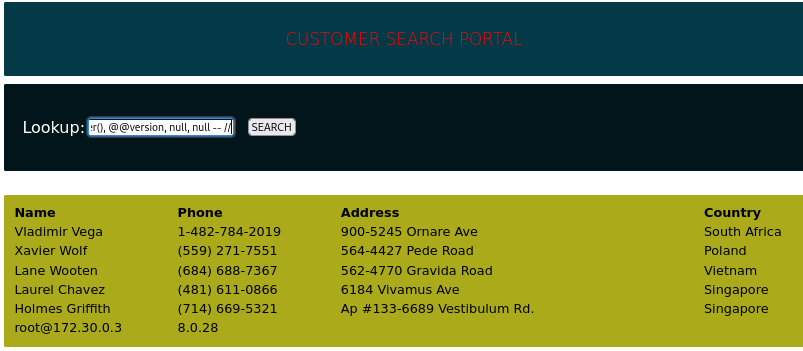 CUSTOMER SEARCH PORTAL
Lookup: er(), @@version, null, null -- // SEARCH
Name Phone Address Country
Vladimir Vega 1-482-784-2019 900-5245 Ornare Ave South Africa
Xavier Wolf (559) 271-7551 564-4427 Pede Road Poland
Lane Wooten (684) 688-7367 562-4770 Gravida Road Vietnam
Laurel Chavez (481) 611-0866 6184 Vivamus Ave Singapore
Holmes Griffith (714) 669-5321 Ap #133-6689 Vestibulum Rd. Singapore
root@172.30.0.3 8.0.28